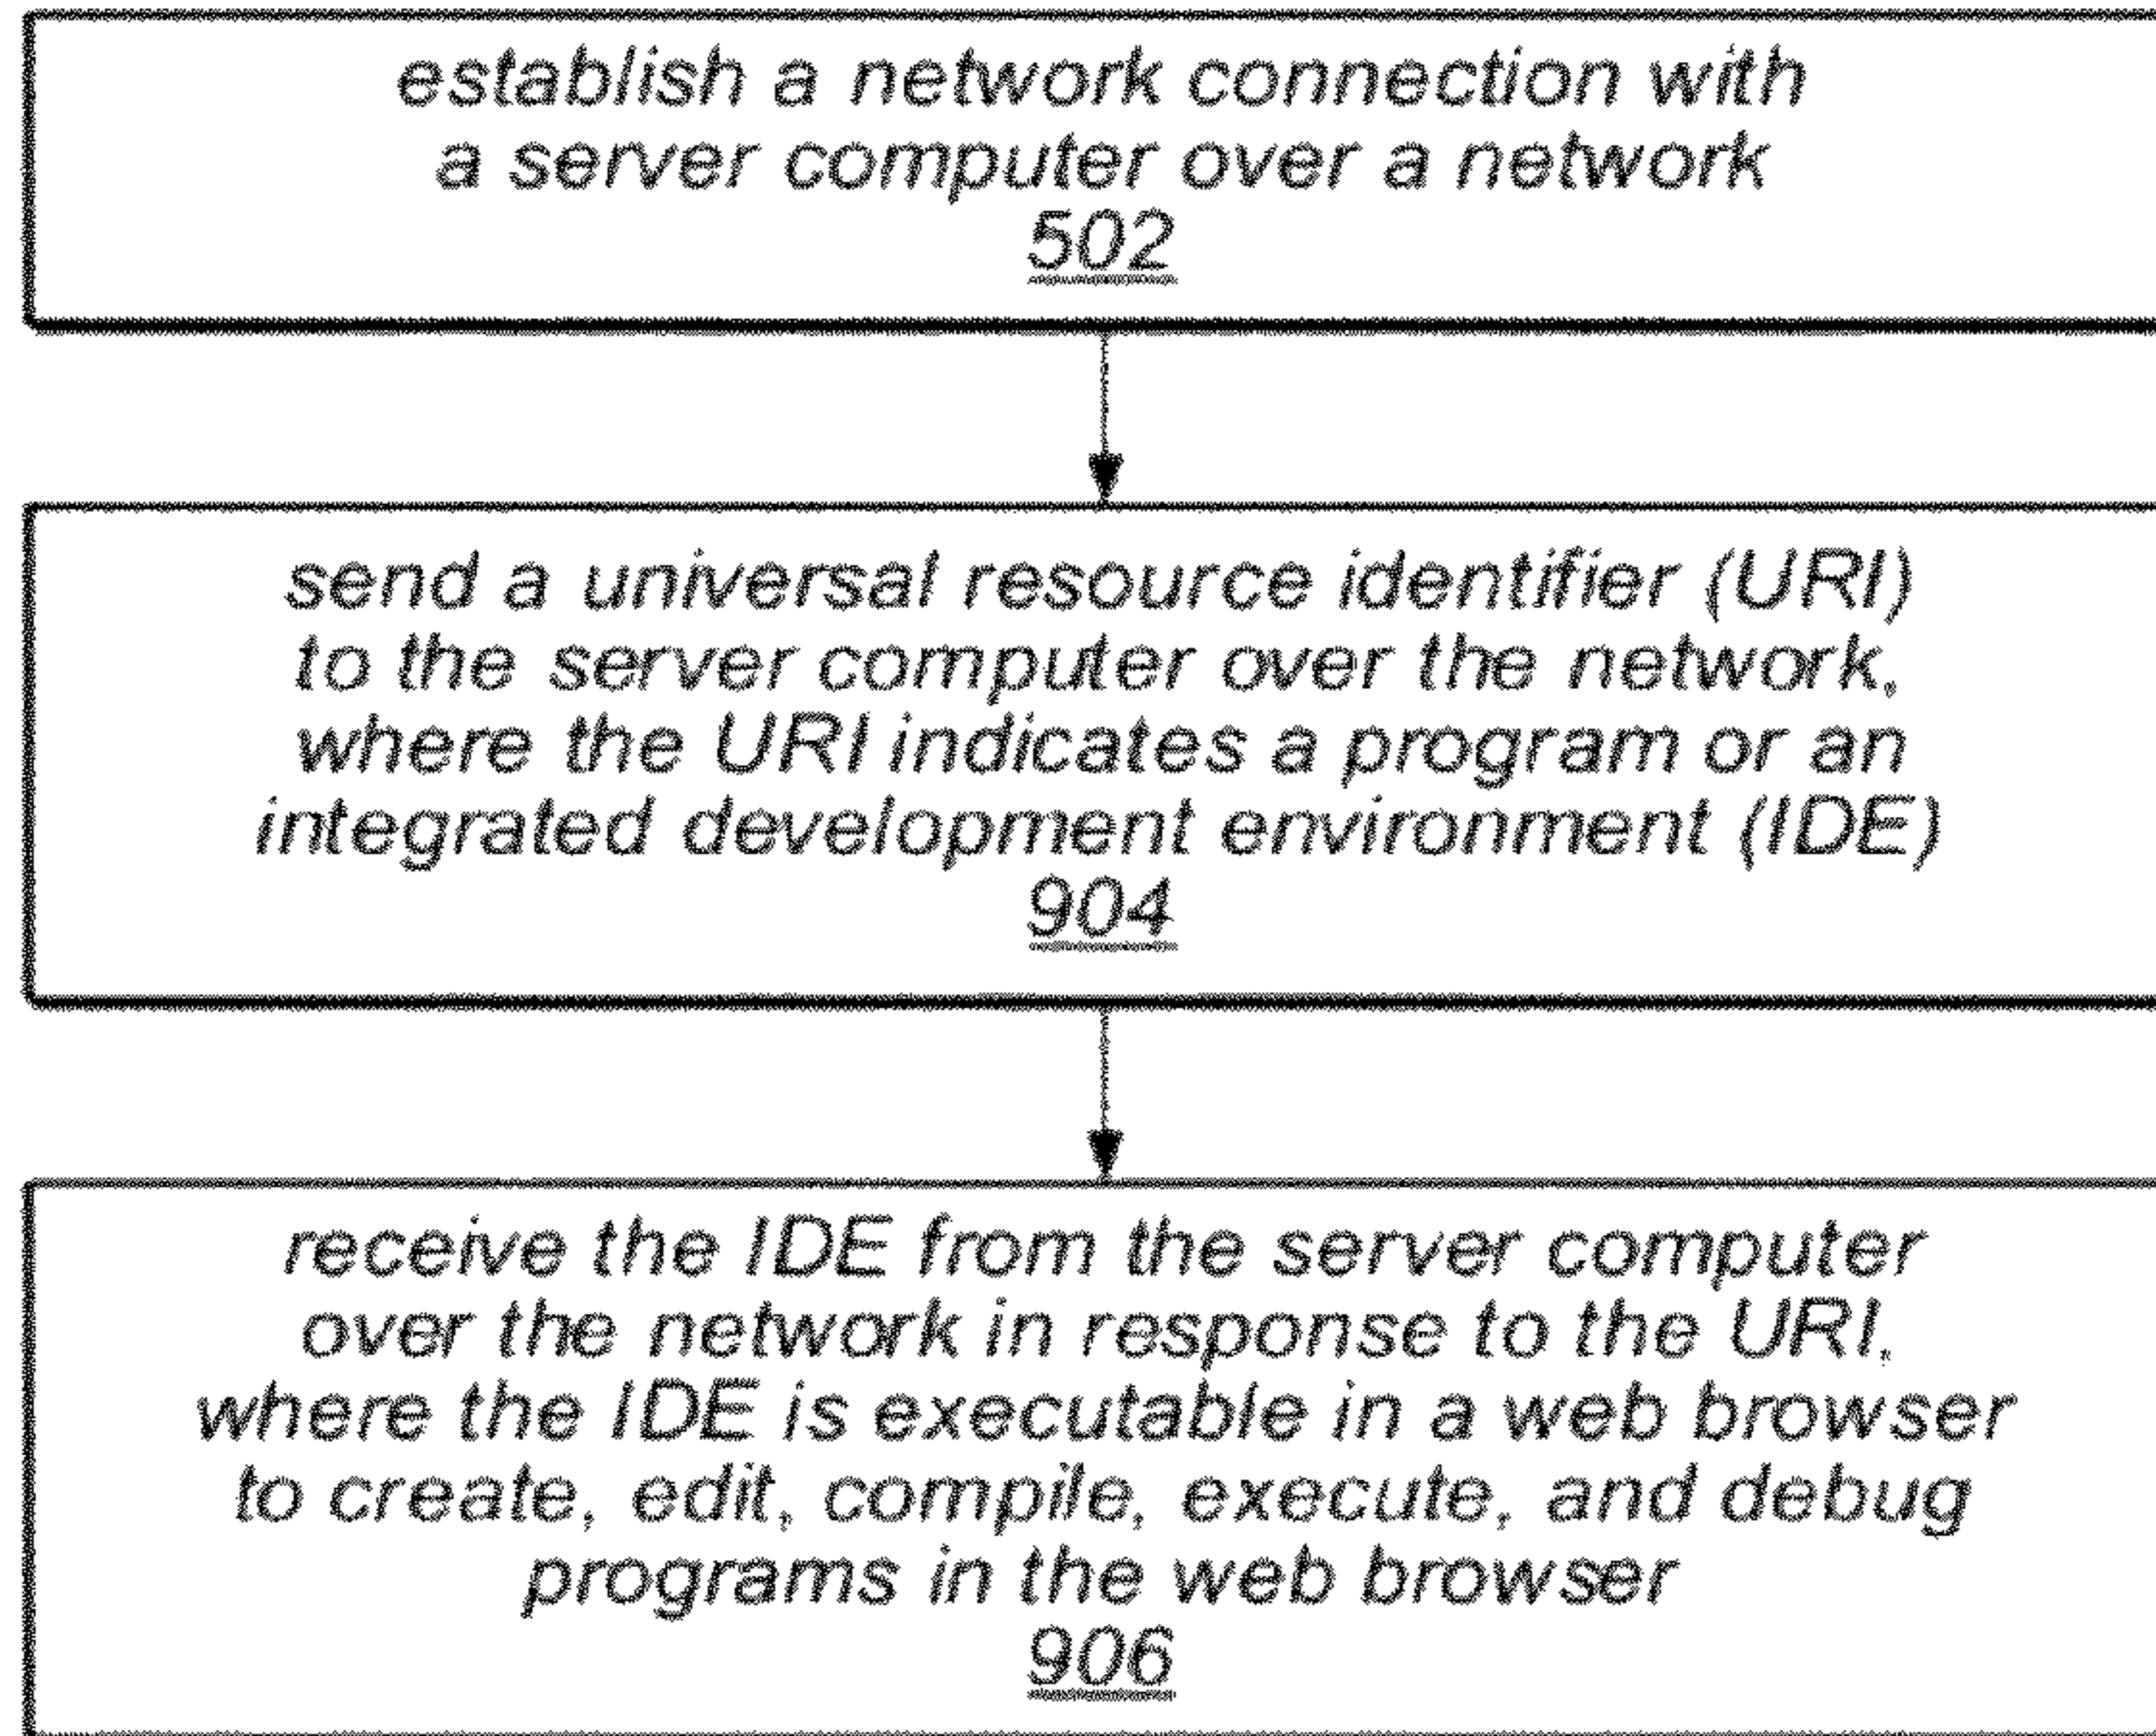 establish a network connection with
a server computer over a network
502
send a universal resource identifier (URI)
to the server computer over the network,
where the URI indicates a program or an
integrated development environment (IDE)
904
receive the IDE from the server computer
over the network in response to the URI,
where the IDE is executable in a web browser
to create, edit, compile, execute, and debug
programs in the web browser
906